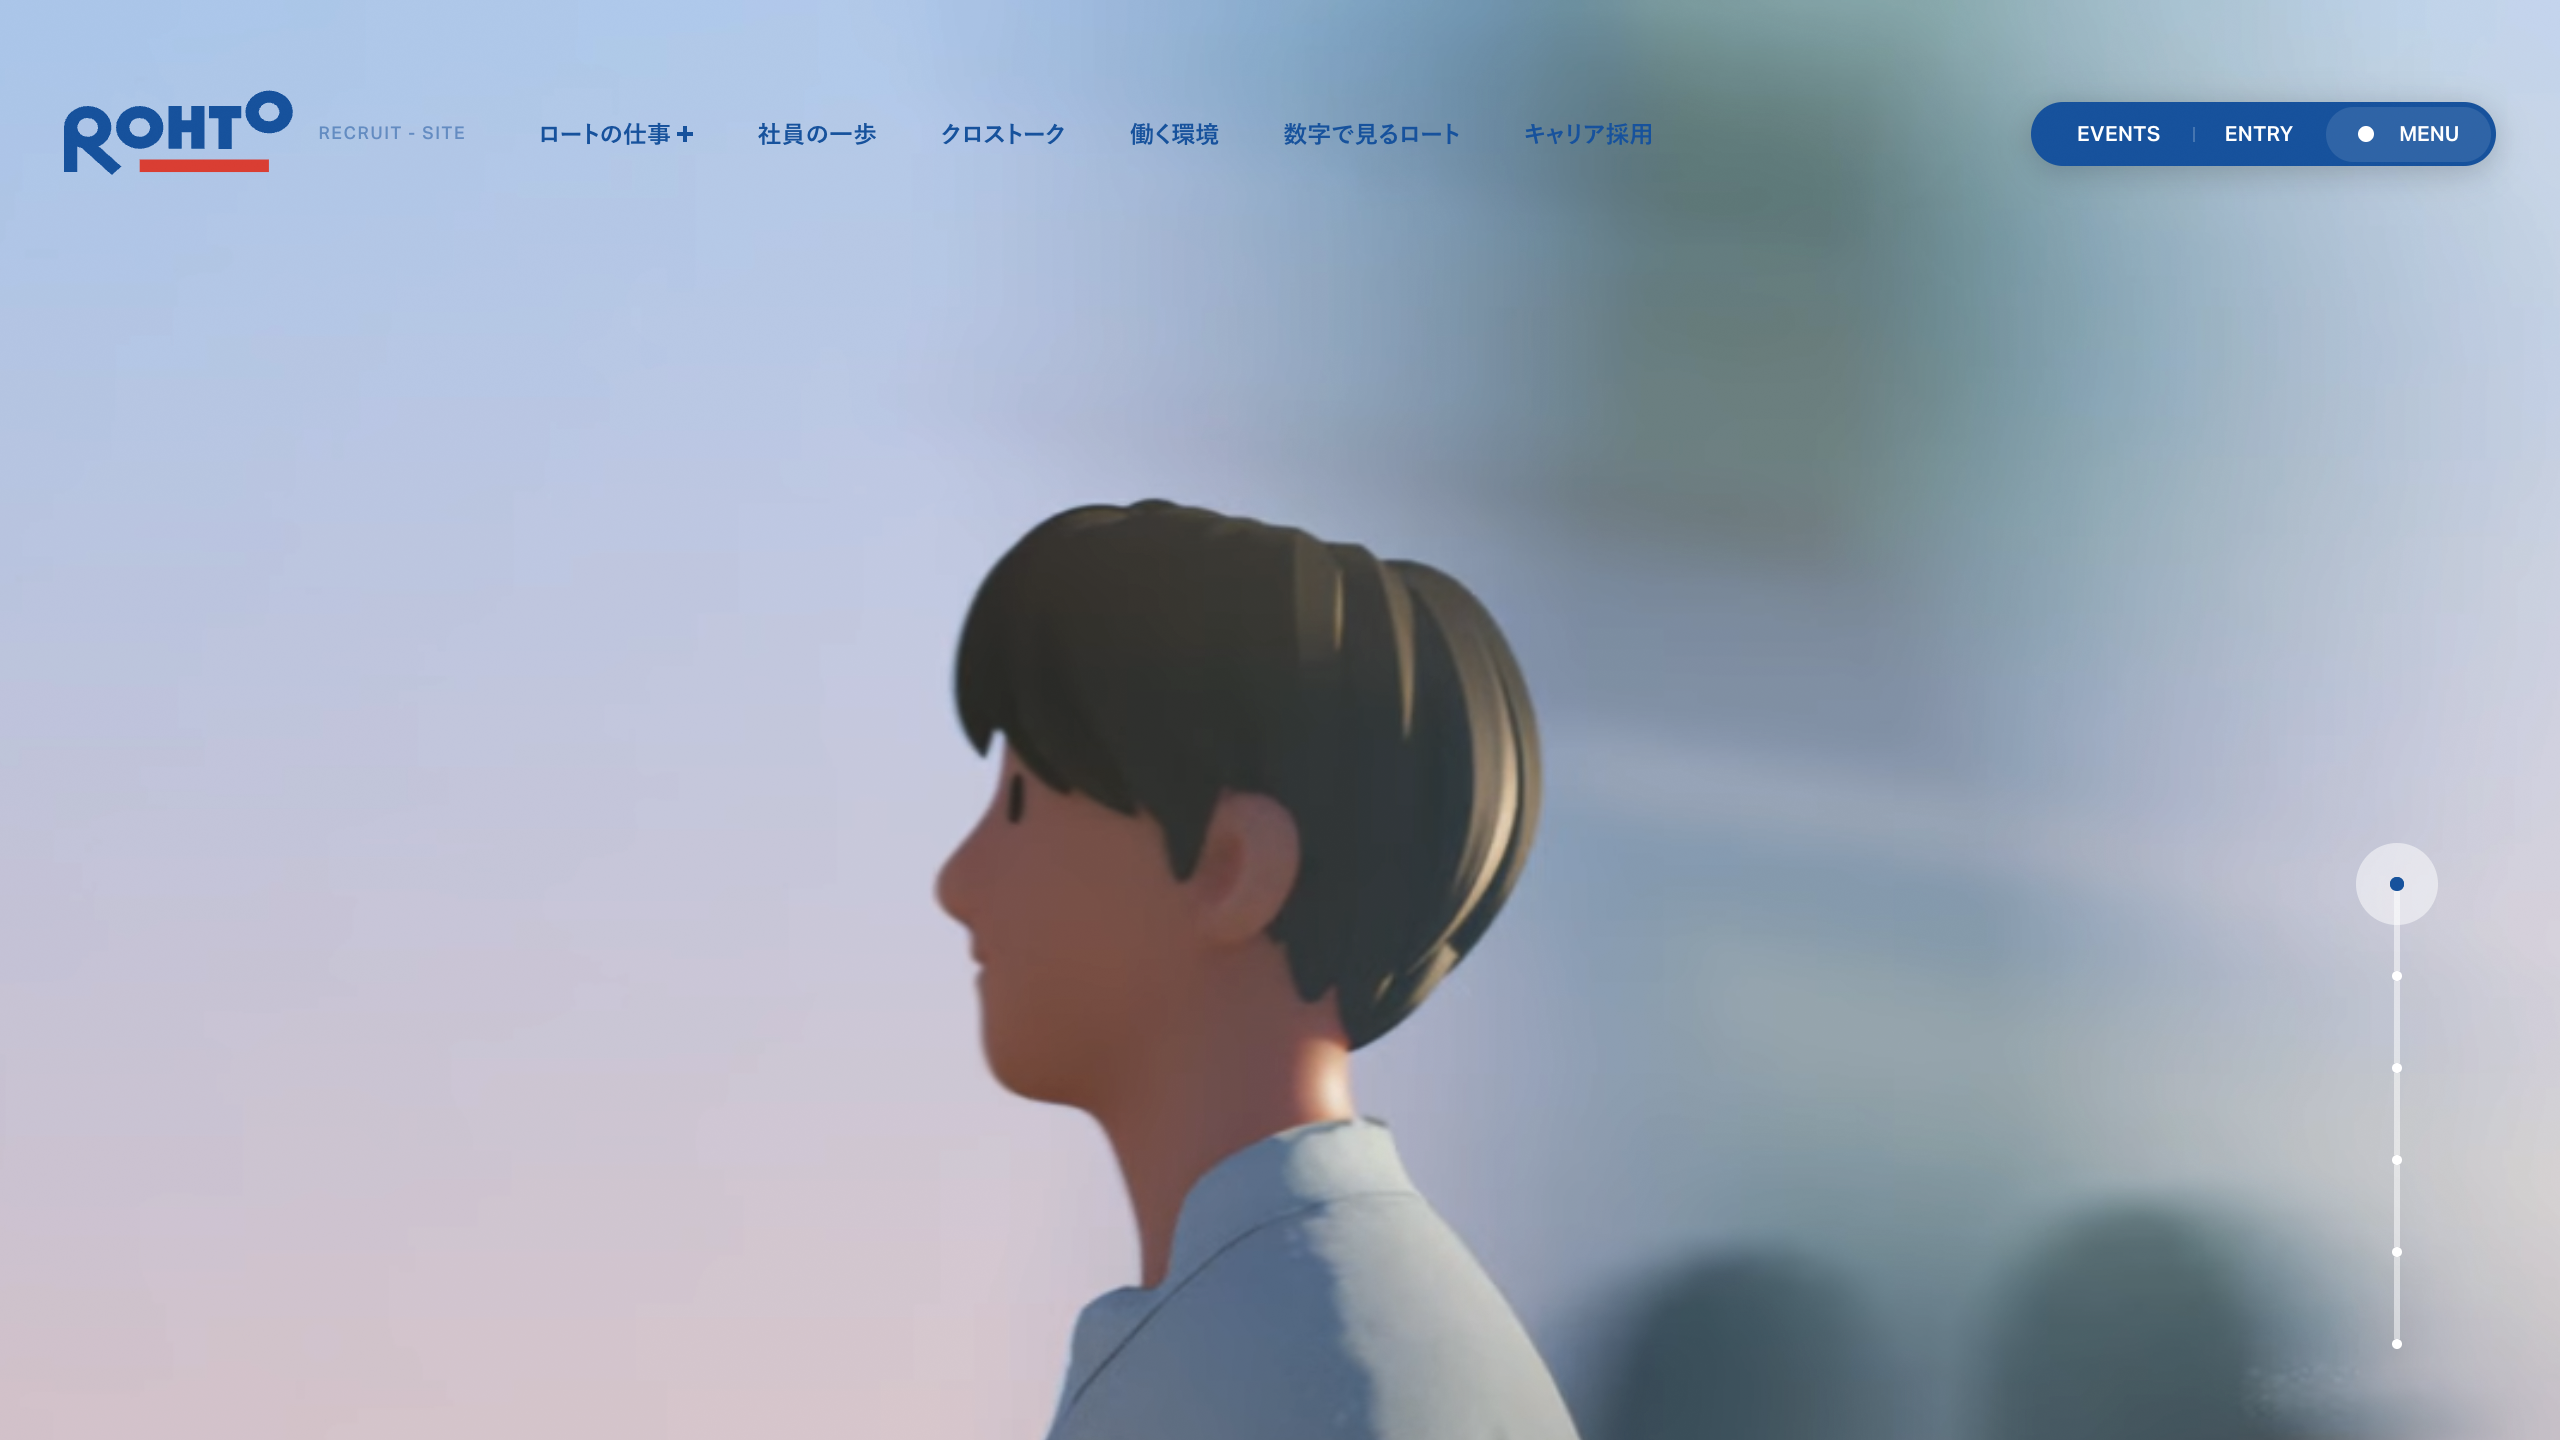 ROHTO
RECRUIT - SITE
ロートの仕事 +
社員の一歩
クロストーク
働く環境
数字で見るロート
キャリア採用
EVENTS
ENTRY
MENU